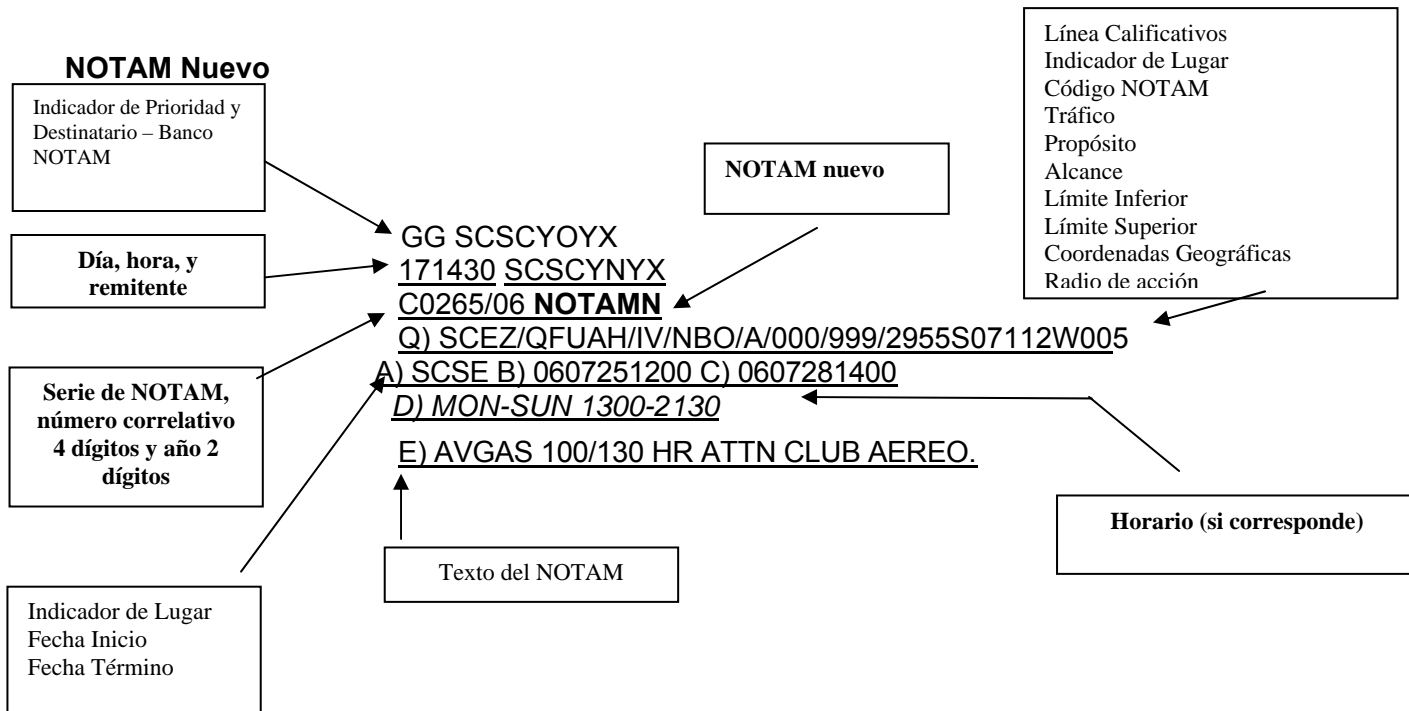 NOTAM Nuevo
Indicador de Prioridad y
Destinatario – Banco
NOTAM
Día, hora, y
remitente
Serie de NOTAM,
número correlativo
4 dígitos y año 2
dígitos
Indicador de Lugar
Fecha Inicio
Fecha Término
NOTAM nuevo
Línea Calificativos
Indicador de Lugar
Código NOTAM
Tráfico
Propósito
Alcance
Límite Inferior
Límite Superior
Coordenadas Geográficas
Radio de acción
GG SCSCYOYX
171430 SCSCYNYX
C0265/06 NOTAMN
Q) SCEZ/QFUAH/IV/NBO/A/000/999/2955S07112W005
A) SCSE B) 0607251200 C) 0607281400
D) MON-SUN 1300-2130
E) AVGAS 100/130 HR ATTN CLUB AEREO.
Texto del NOTAM
Horario (si corresponde)